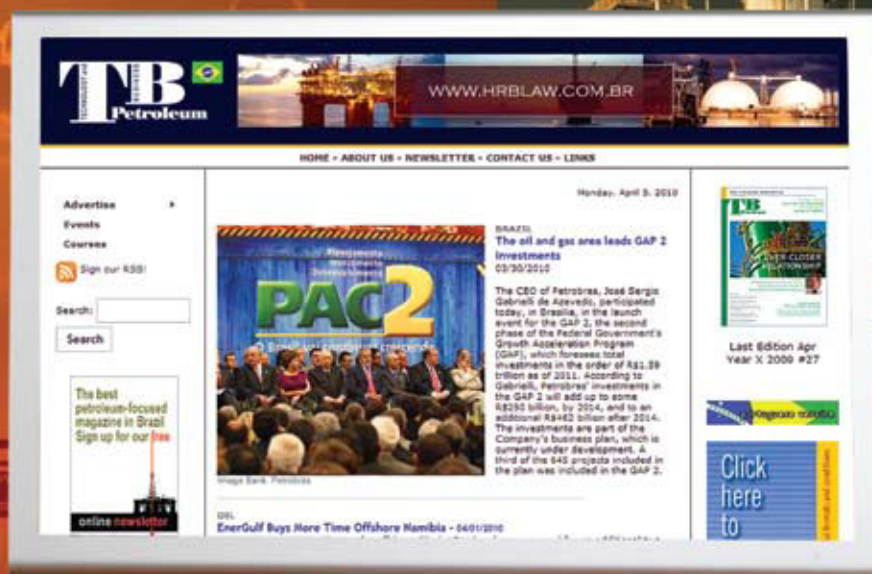 TECHNOLOGY AND
BUSINESS
TB
Petroleum
WWW.HRBLAW.COM.BR
HOME - ABOUT US - NEWSLETTER - CONTACT US - LINKS
Advertise
Events
Courses
Sign our RSS!
Search:
Search
The best
petroleum-focused
magazine in Brazil
Sign up for our free
online newsletter
Monday, April 5, 2010
Desenvolvimento
PAC2
Image Bank, Petrobras
BRAZIL
The oil and gas area leads GAP 2
investments
03/30/2010
The CEO of Petrobras, José Sergio
Gabrielli de Azevedo, participated
today, in Brasilia, in the launch
event for the GAP 2, the second
phase of the Federal Government's
Growth Acceleration Program
(GAP), which foresees total
investments in the order of R$1.59
trillion as of 2011. According to
Gabrielli, Petrobras' investments in
the GAP 2 will add up to some
R$250 billion, by 2014, and to an
additional R$462 billion after 2014.
The investments are part of the
Company's business plan, which is
currently under development. A
third of the 645 projects included in
the plan was included in the GAP 2.
EnerGulf Buys More Time Offshore Namibia - 04/01/2010
TB
Petroleum
EVER-CLOSER
RELATIONSHIP
Last Edition Apr
Year X 2009 #27
Click
here
to